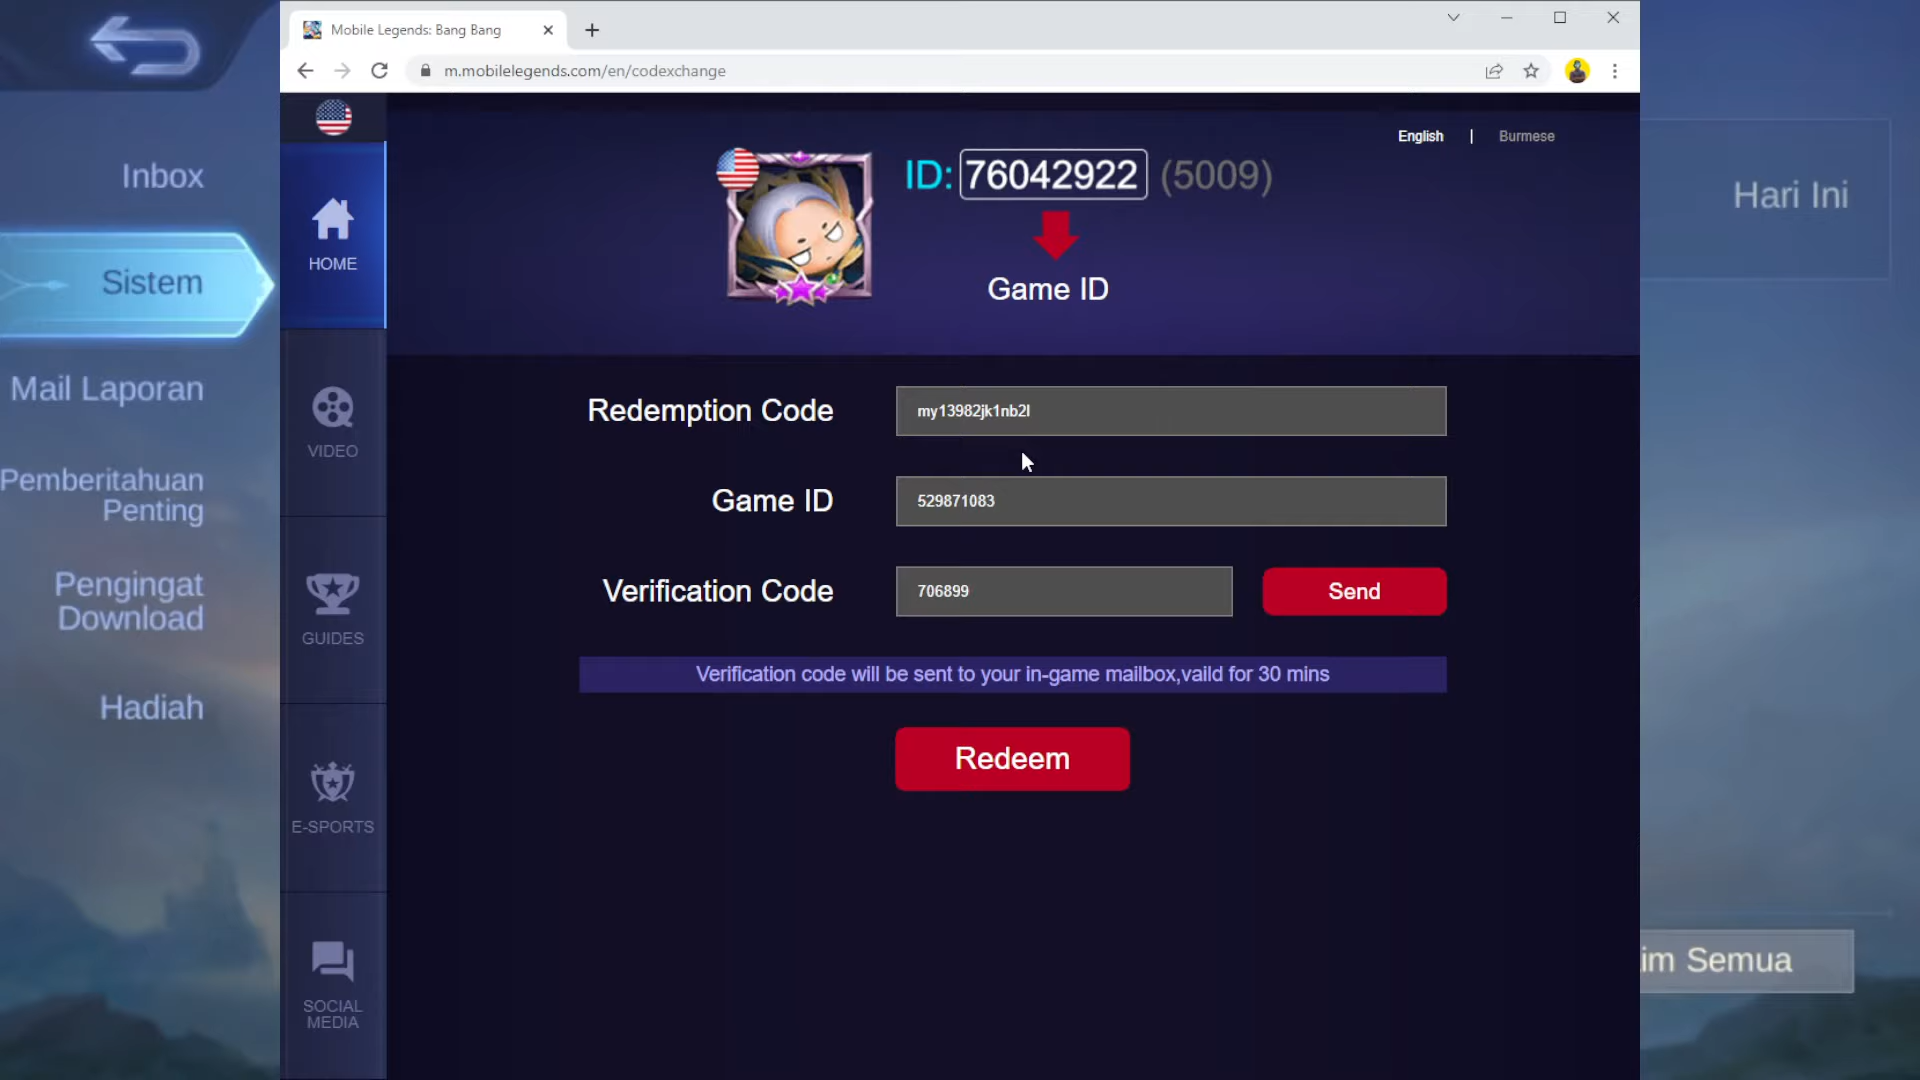 Mobile Legends: Bang Bang
m.mobilelegends.com/en/codexchange
Inbox
Sistem
Mail Laporan
Pemberitahuan
Penting
Pengingat
Download
Hadiah
HOME
VIDEO
GUIDES
E-SPORTS
SOCIAL
MEDIA
English | Burmese
ID: 76042922 (5009)
Game ID
Redemption Code my13982jk1nb2l
Game ID 529871083
Verification Code 706899 Send
Verification code will be sent to your in-game mailbox,vaild for 30 mins
Redeem
Hari Ini
im Semua